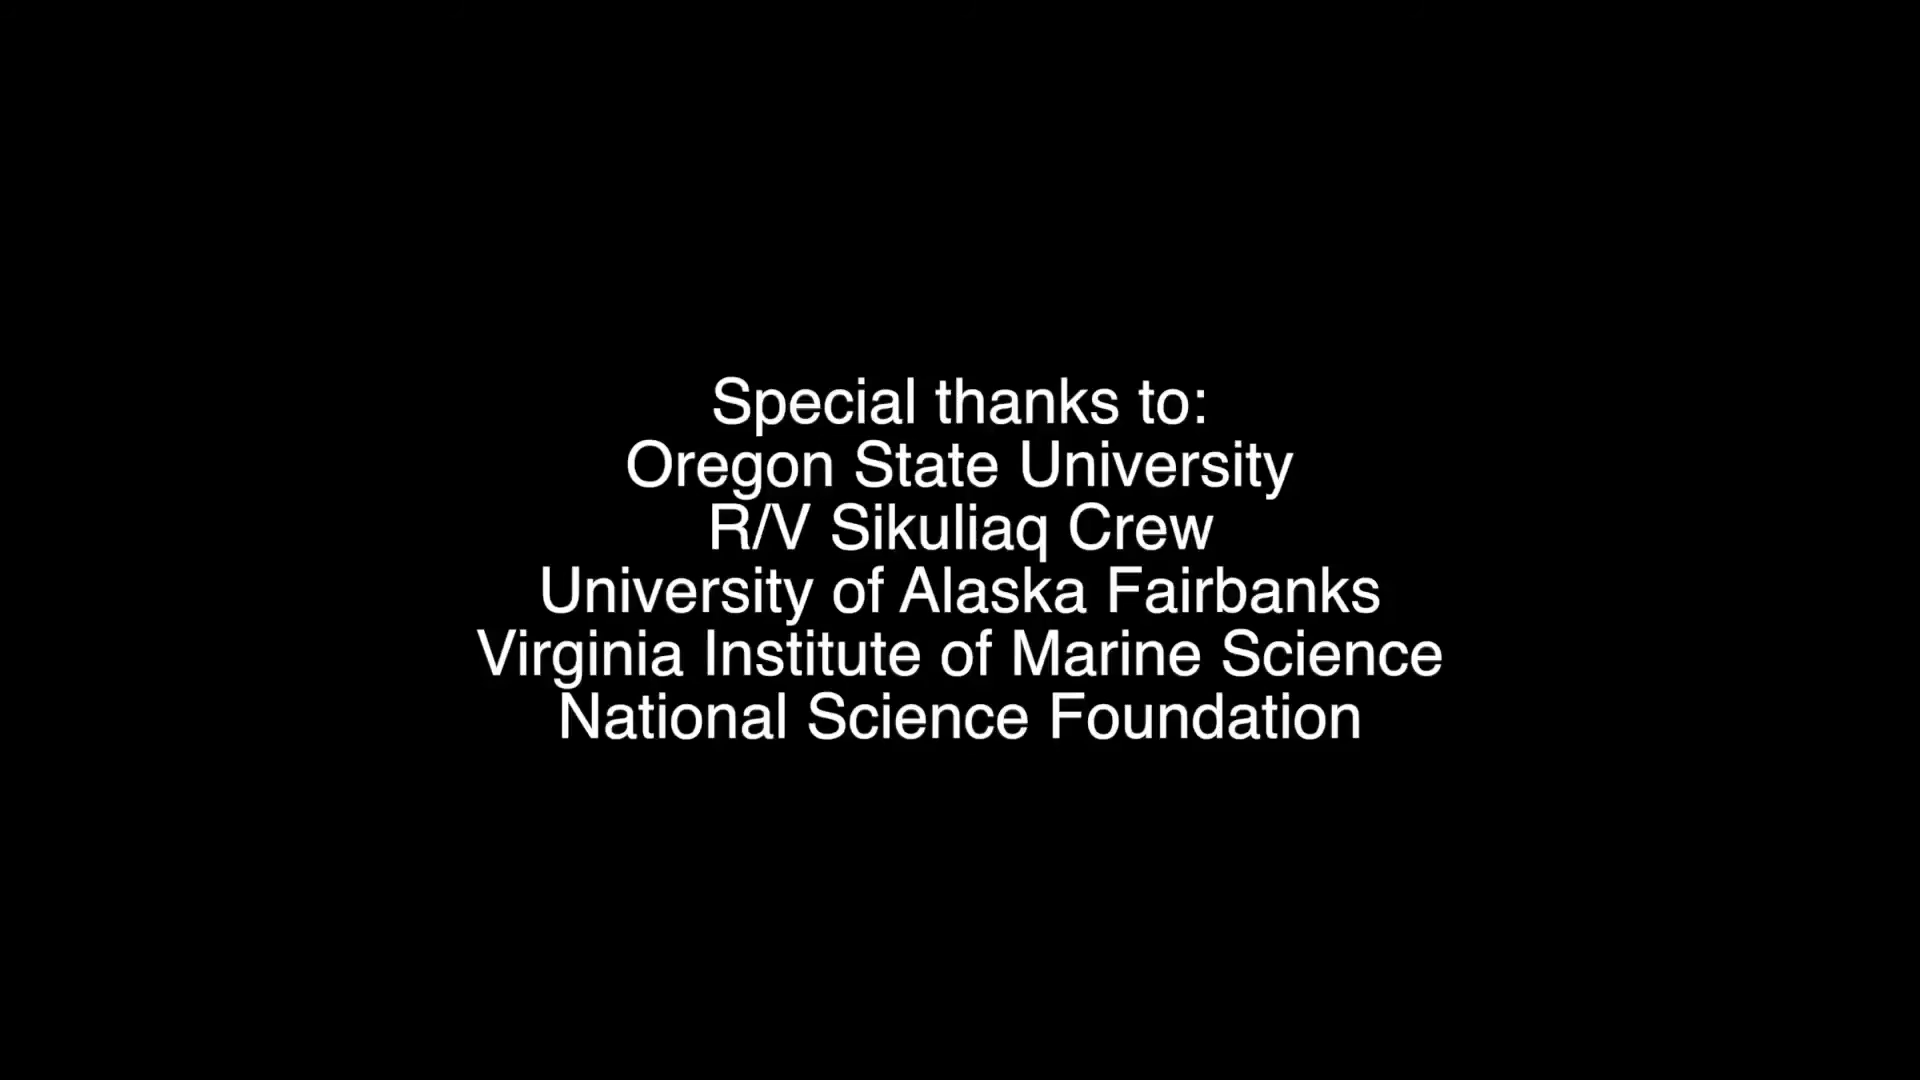 Special thanks to:
Oregon State University
R/V Sikuliaq Crew
University of Alaska Fairbanks
Virginia Institute of Marine Science
National Science Foundation